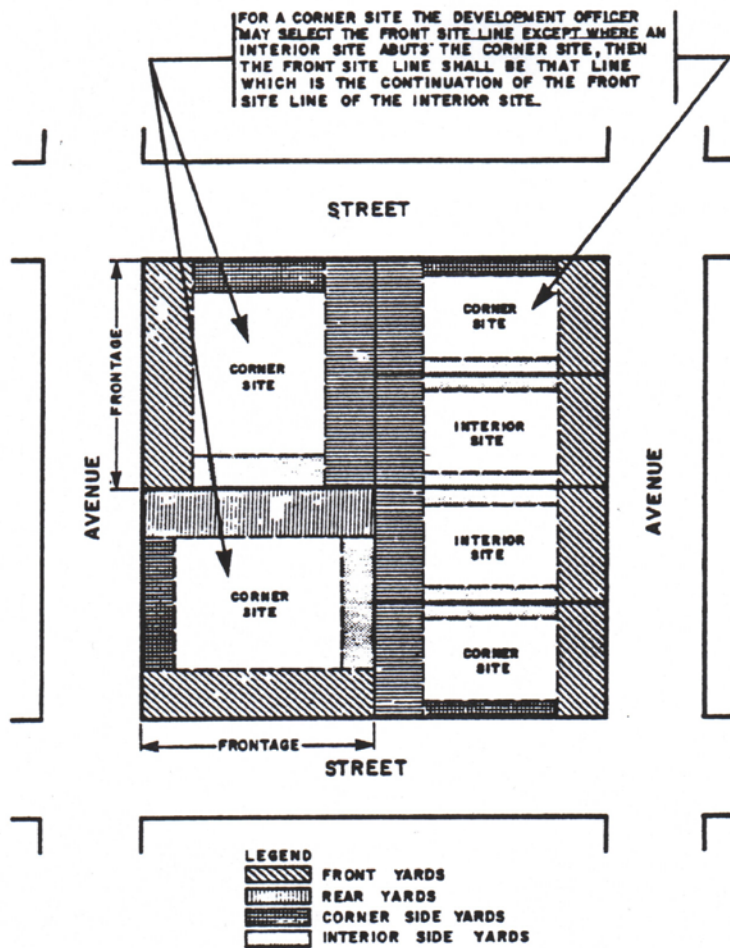 FOR A CORNER SITE THE DEVELOPMENT OFFICER
MAY SELECT THE FRONT SITE LINE EXCEPT WHERE AN
INTERIOR SITE ABUTS THE CORNER SITE, THEN
THE FRONT SITE LINE SHALL BE THAT LINE
WHICH IS THE CONTINUATION OF THE FRONT
SITE LINE OF THE INTERIOR SITE.
STREET
FRONTAGE
AVENUE
CORNER
SITE
CORNER
SITE
CORNER
SITE
INTERIOR
SITE
INTERIOR
SITE
CORNER
SITE
AVENUE
FRONTAGE
STREET
LEGEND
FRONT YARDS
REAR YARDS
CORNER SIDE YARDS
INTERIOR SIDE YARDS